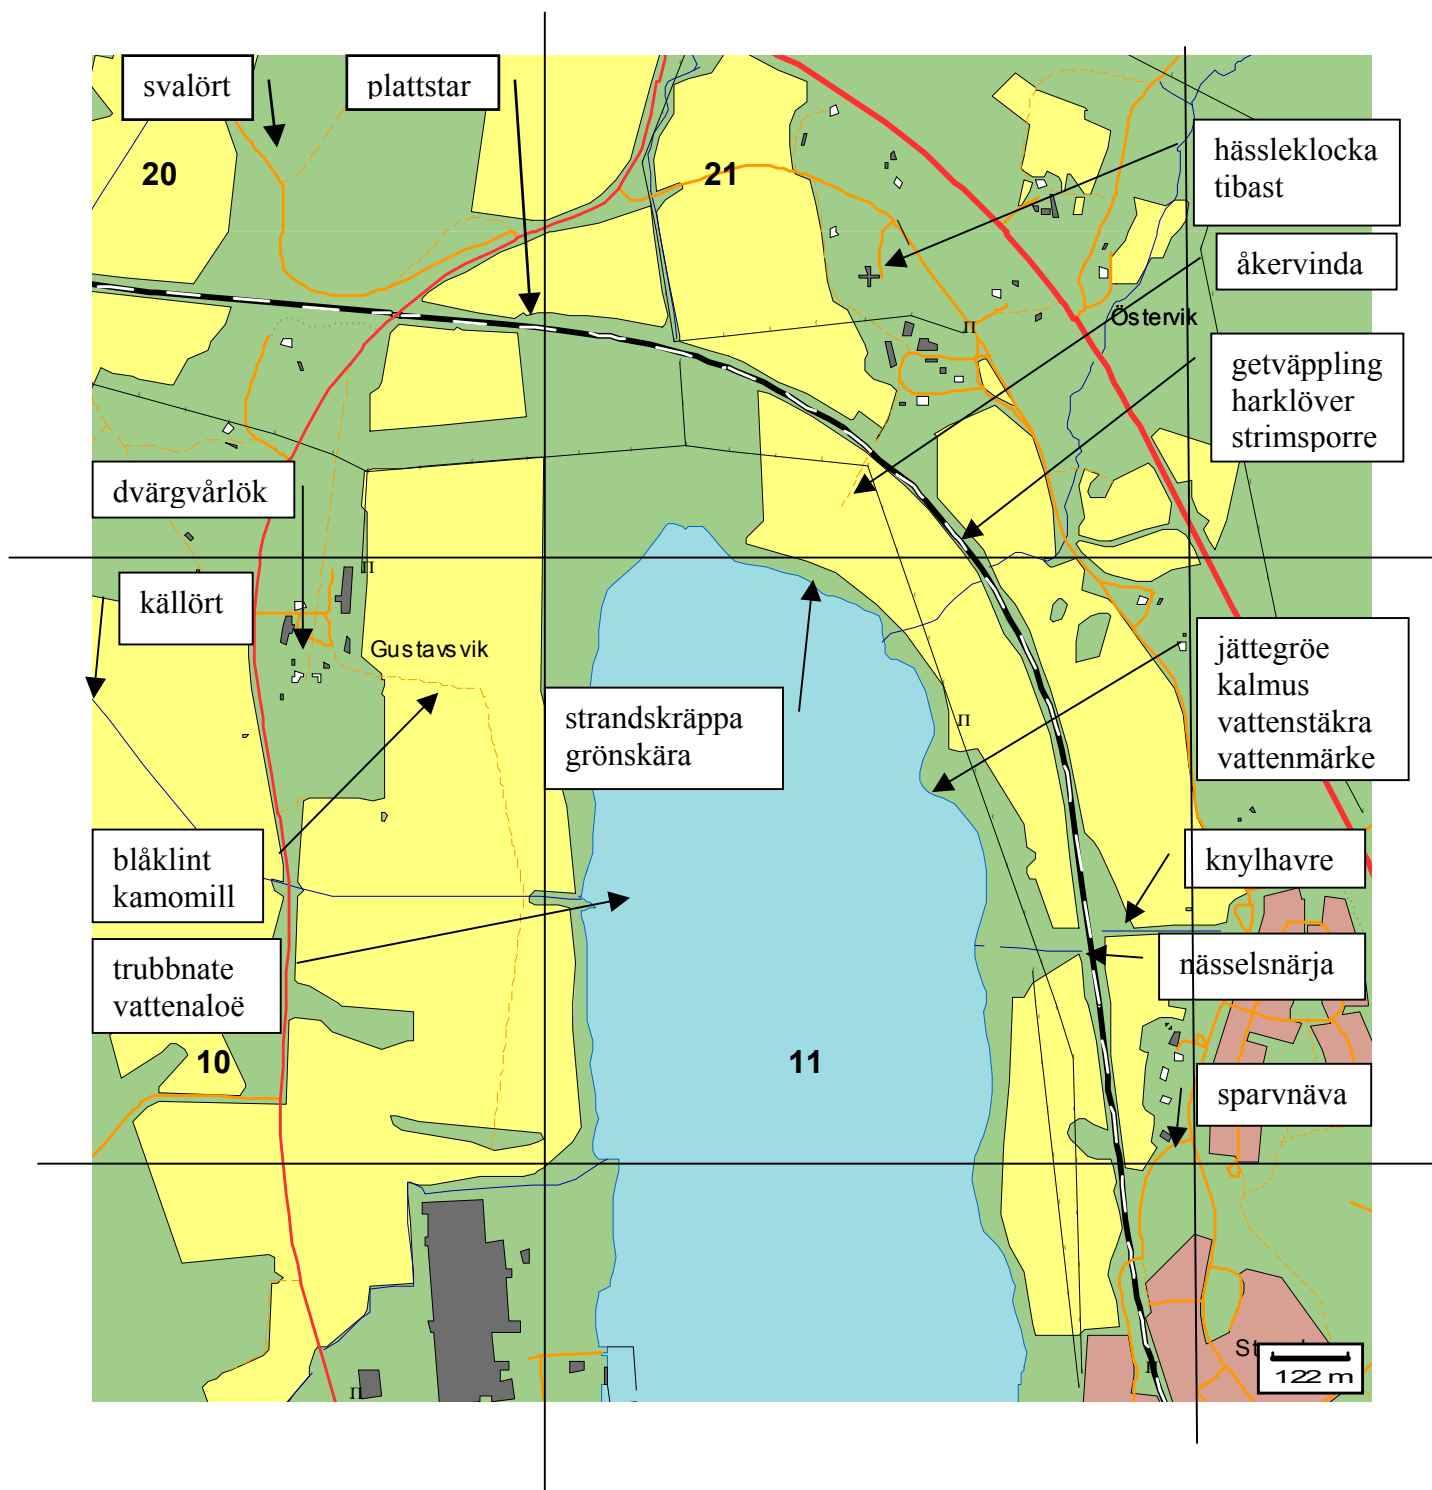 svalört
plattstar
20
21
hässleklocka
tibast
åkervinda
Östervik
getväppling
harklöver
strimsporre
dvärgvårlök
källört
Gustavsvik
jättegröe
kalmus
vattenstäkra
vattenmärke
strandskräppa
grönskära
blåklint
kamomill
knylhavre
trubbnate
vattenaloë
nässelsnärja
10
11
sparvnäva
122 m